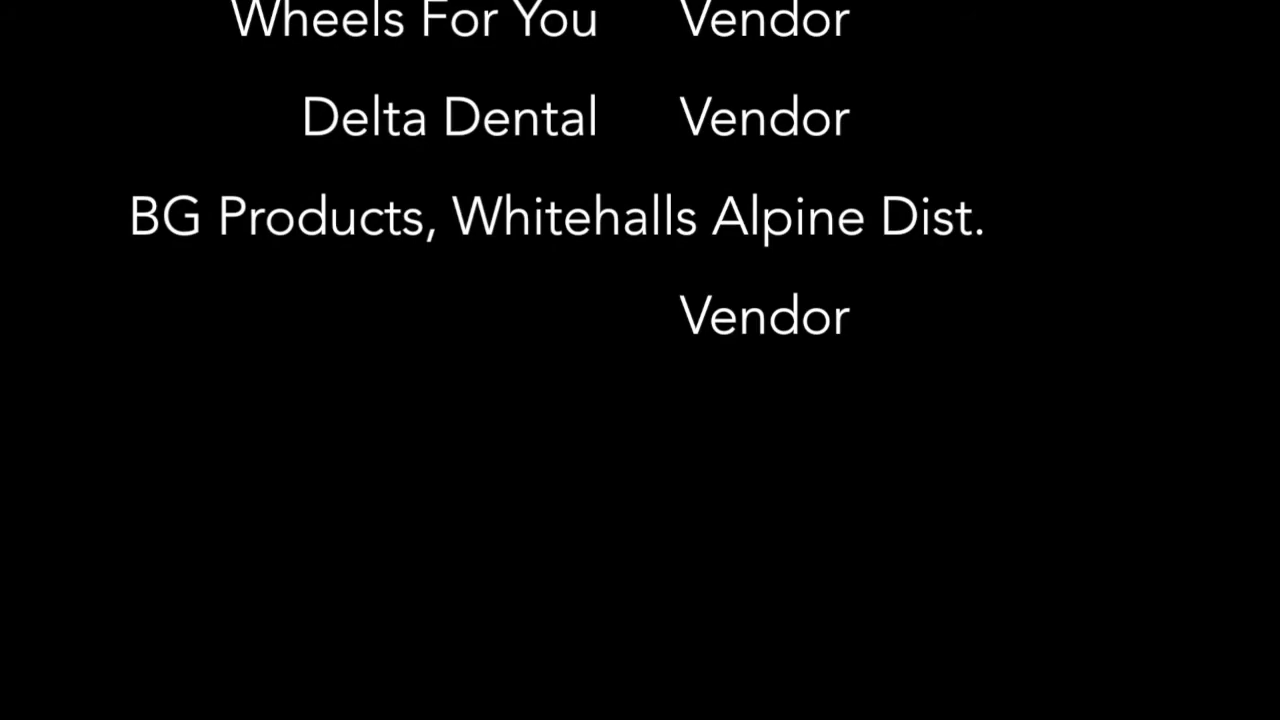 Wheels For You Vendor
Delta Dental Vendor
BG Products, Whitehalls Alpine Dist.
Vendor